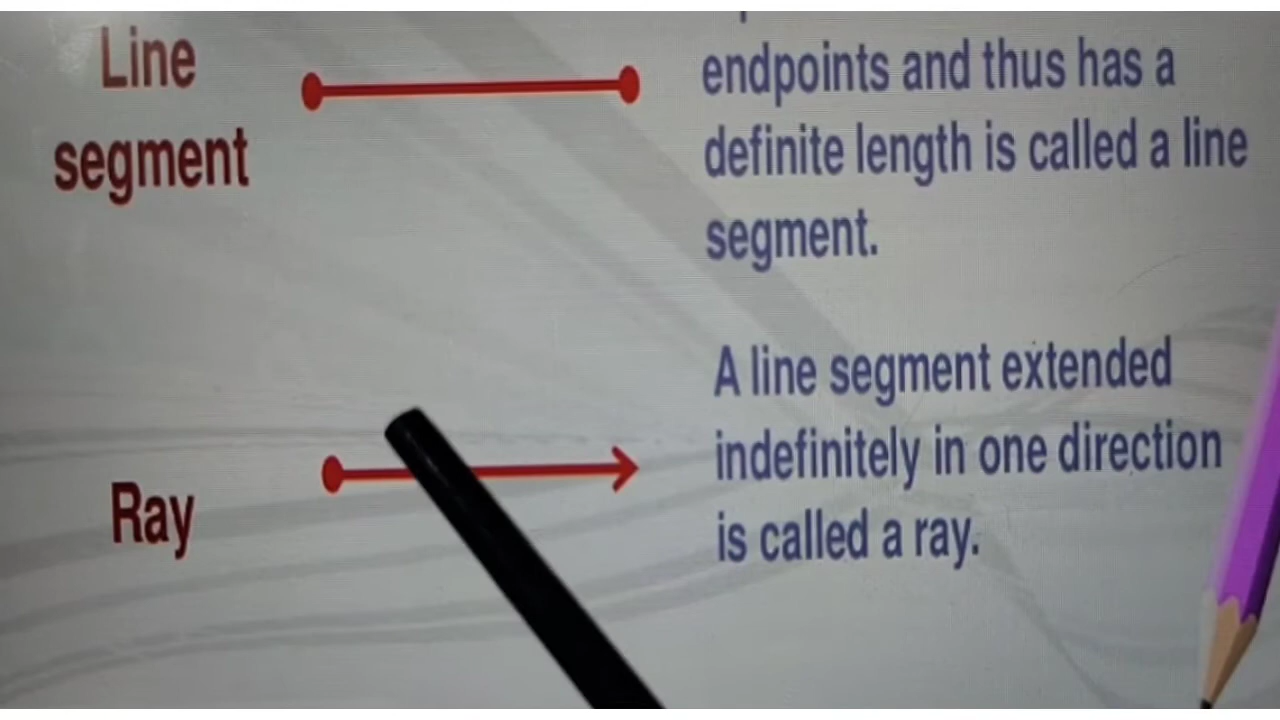 Line
segment
endpoints and thus has a
definite length is called a line
segment.
Ray
A line segment extended
indefinitely in one direction
is called a ray.